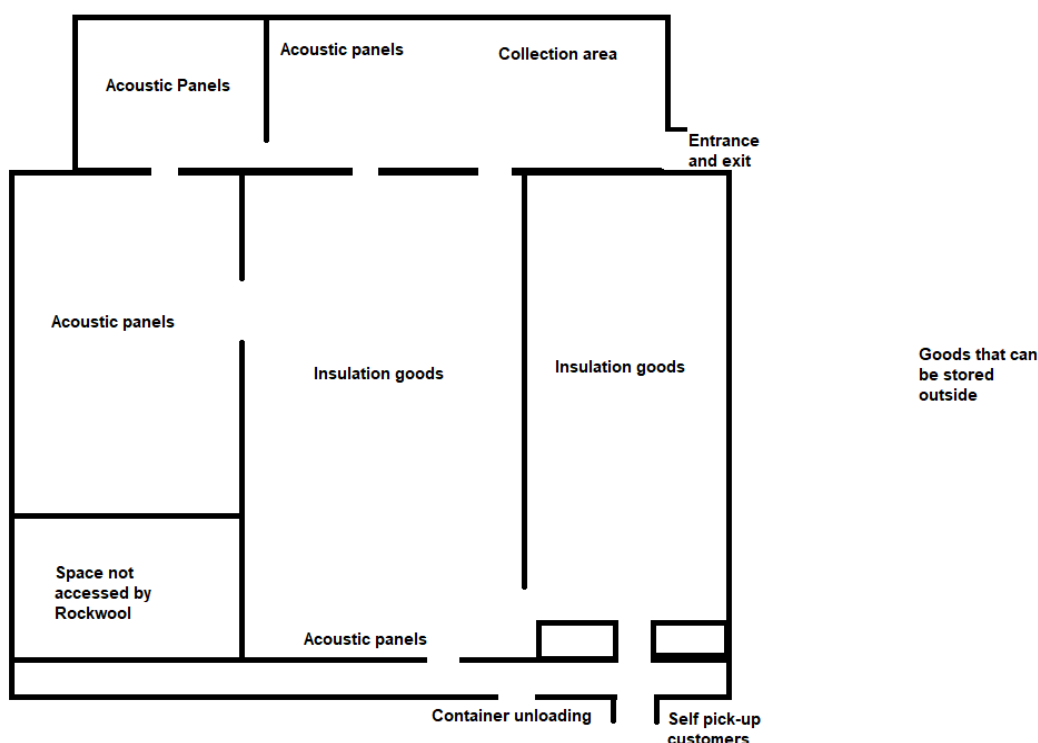 Acoustic panels
Collection area
Acoustic Panels
Entrance
and exit
Acoustic panels
Insulation goods
Insulation goods
Goods that can
be stored
outside
Space not
accessed by
Rockwool
Acoustic panels
Container unloading
Self pick-up
customers